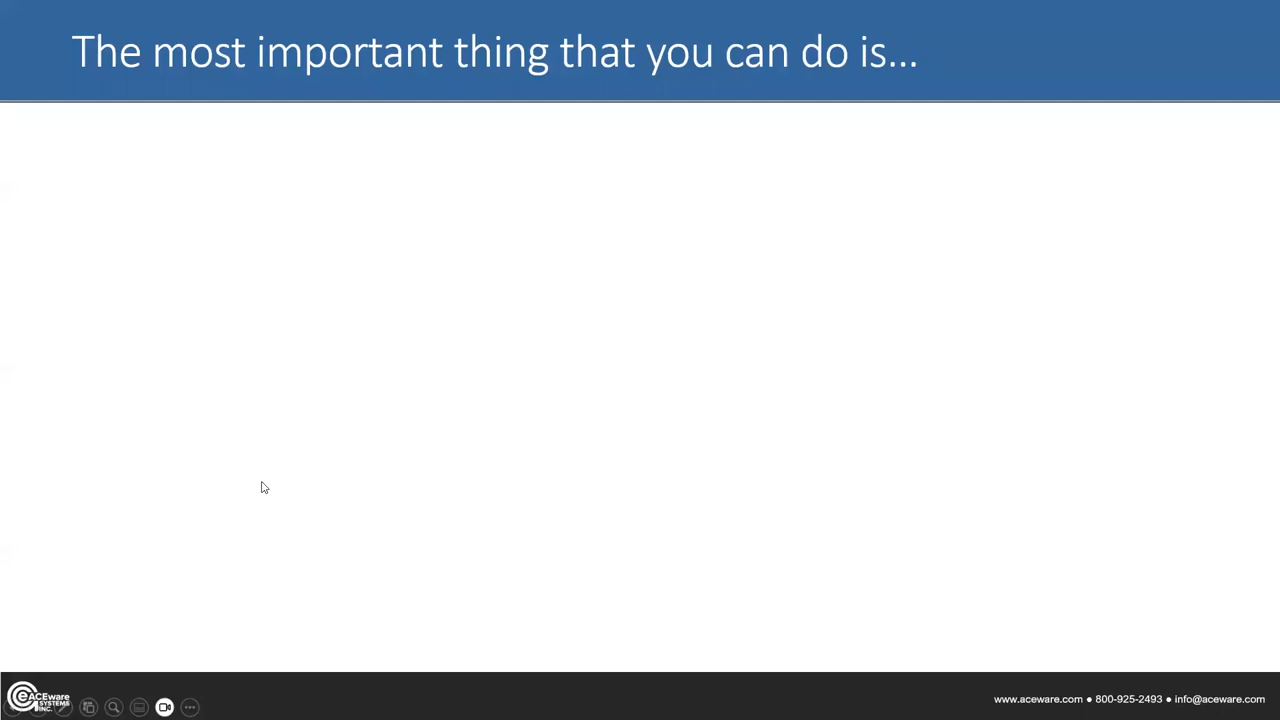 The most important thing that you can do is...
ACEware
SYSTEMS
INC.
www.aceware.com ● 800-925-2493 ● info@aceware.com